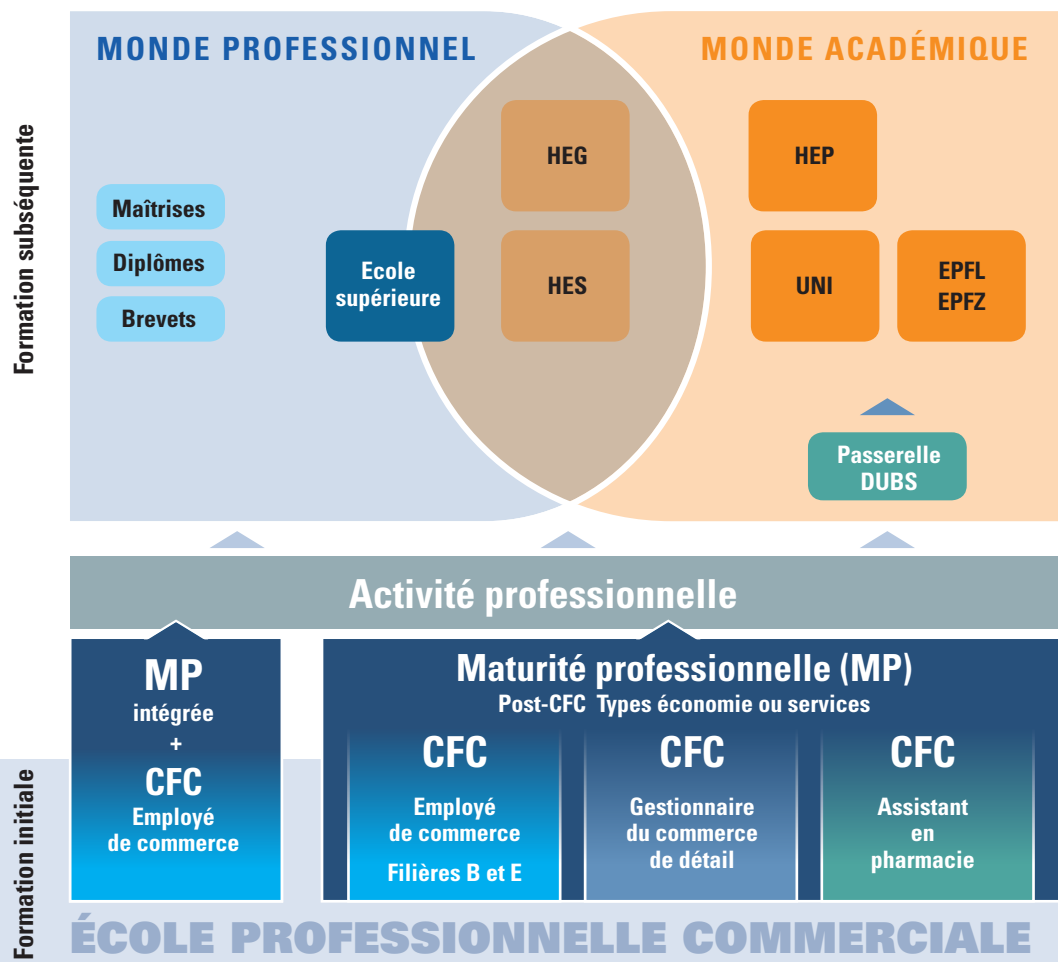 MONDE PROFESSIONNEL
MONDE ACADÉMIQUE
Formation subséquente
Maîtrises
Diplômes
Brevets
Ecole
supérieure
HEG
HES
HEP
UNI
EPFL
EPFZ
Passerelle
DUBS
Activité professionnelle
MP
intégrée
+
CFC
Employé
de commerce
Maturité professionnelle (MP)
Post-CFC Types économie ou services
CFC
Employé
de commerce
Filières B et E
CFC
Gestionnaire
du commerce
de détail
CFC
Assistant
en
pharmacie
Formation initiale
ÉCOLE PROFESSIONNELLE COMMERCIALE